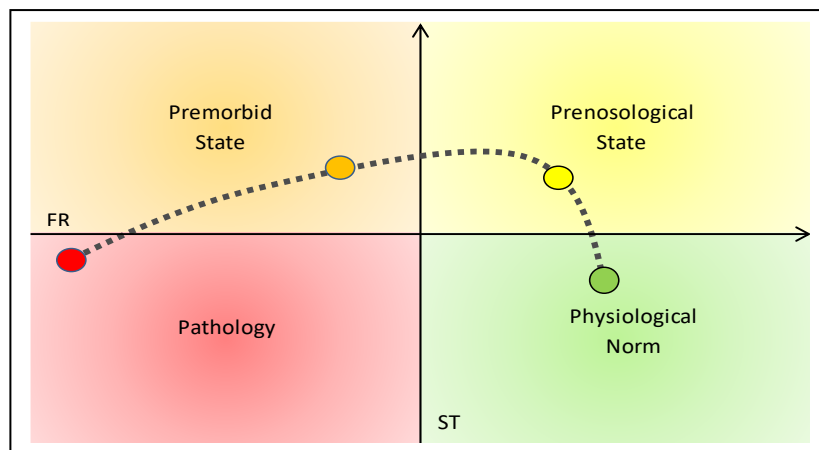 Premorbid
State
Prenosological
State
FR
Pathology
Physiological
Norm
ST